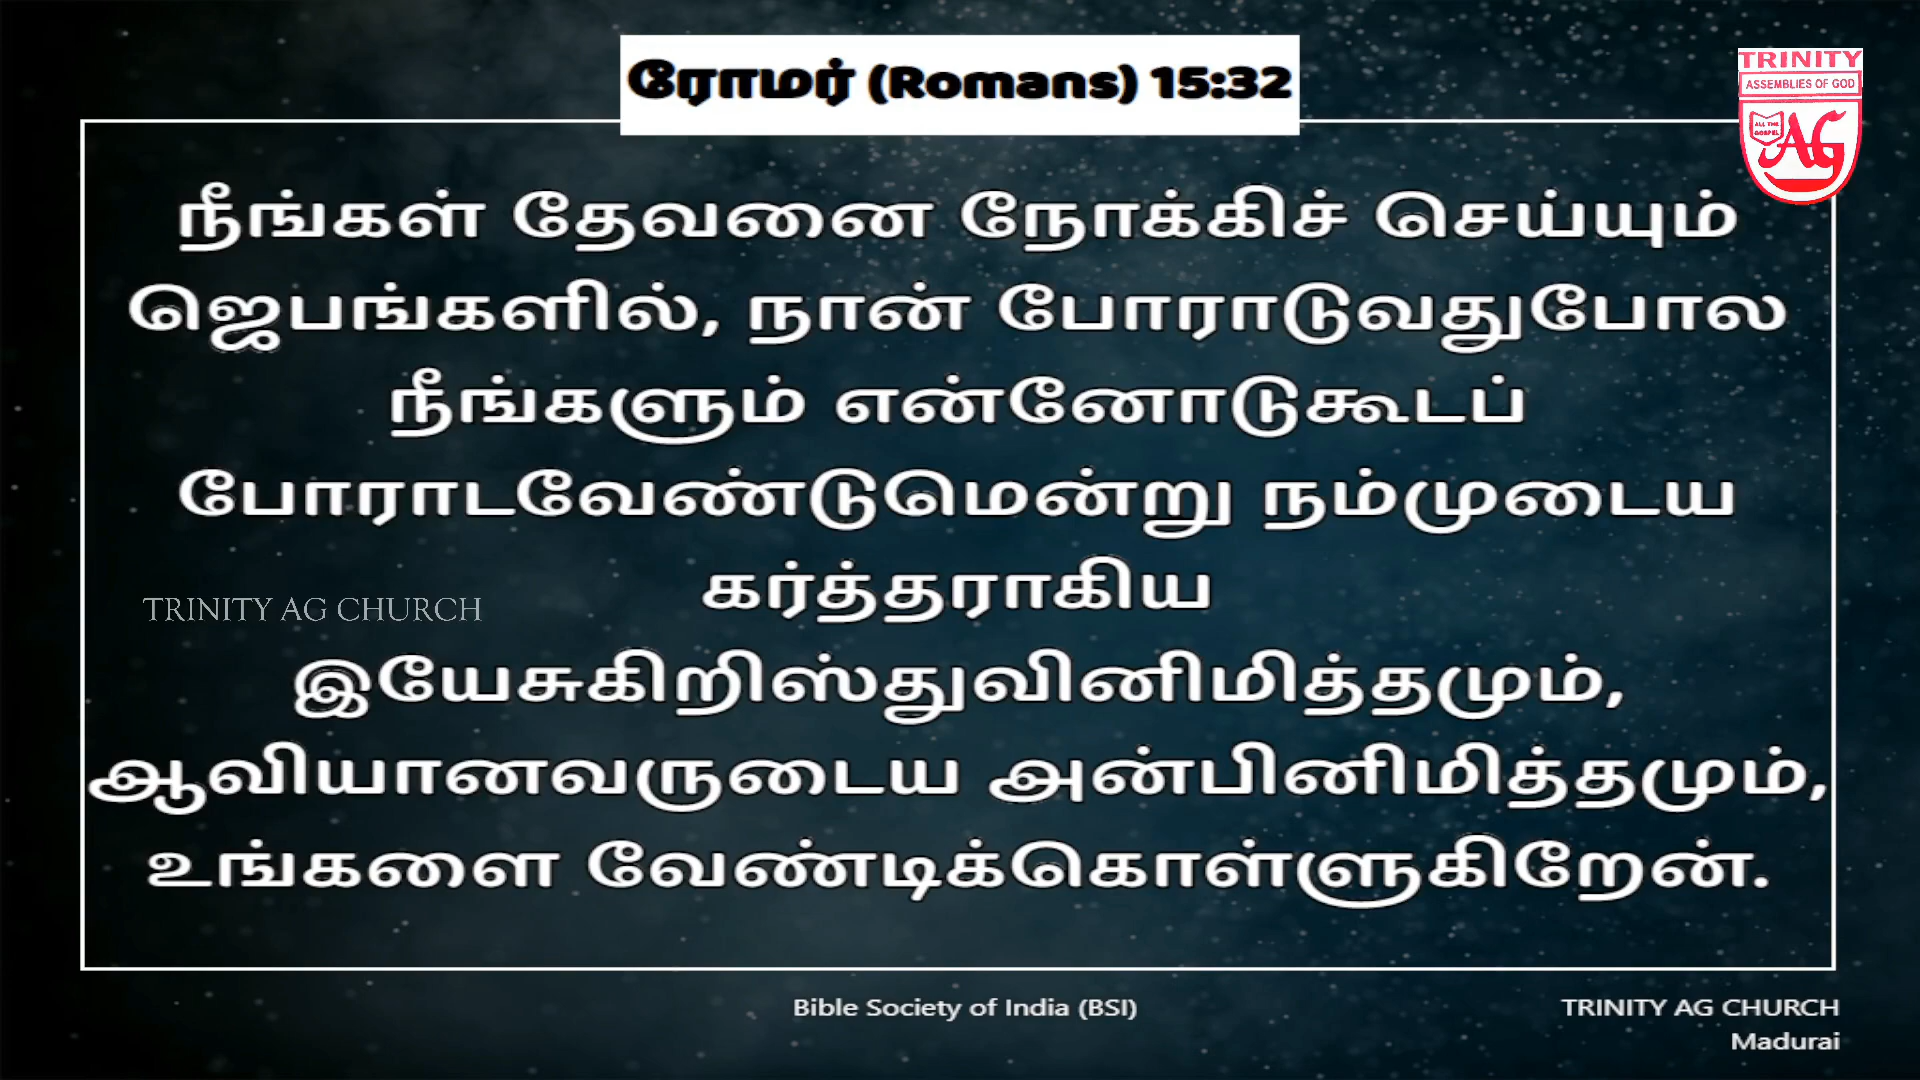 ரோமர் (Romans) 15:32
TRINITY
ASSEMBLIES OF GOD
ALL THE
GOSPEL
AG
நீங்கள் தேவனை நோக்கிச் செய்யும்
ஜெபங்களில், நான் போராடுவதுபோல
நீங்களும் என்னோடுகூடப்
போராடவேண்டுமென்று நம்முடைய
கர்த்தராகிய
TRINITY AG CHURCH
இயேசுகிறிஸ்துவினிமித்தமும்,
ஆவியானவருடைய அன்பினிமித்தமும்,
உங்களை வேண்டிக்கொள்ளுகிறேன்.
Bible Society of India (BSI)
TRINITY AG CHURCH
Madurai